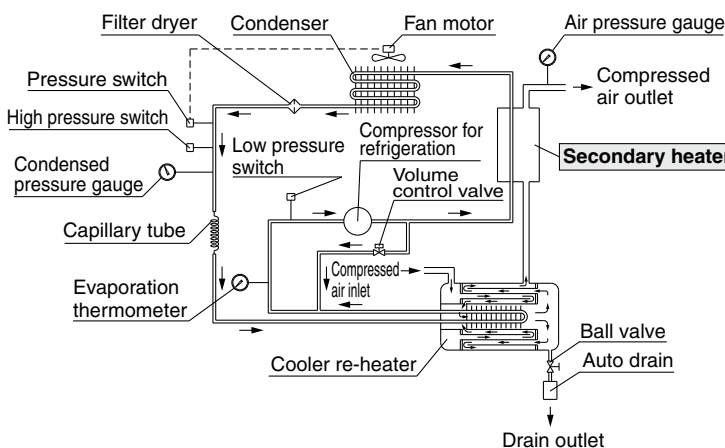 Filter dryer
Condenser
Fan motor
Air pressure gauge
Pressure switch
Compressed
air outlet
High pressure switch
Low pressure
switch
Compressor for
refrigeration
Secondary heater
Condensed
pressure gauge
Volume
control valve
Capillary tube
Compressed
air inlet
Evaporation
thermometer
Ball valve
Cooler re-heater
Auto drain
Drain outlet